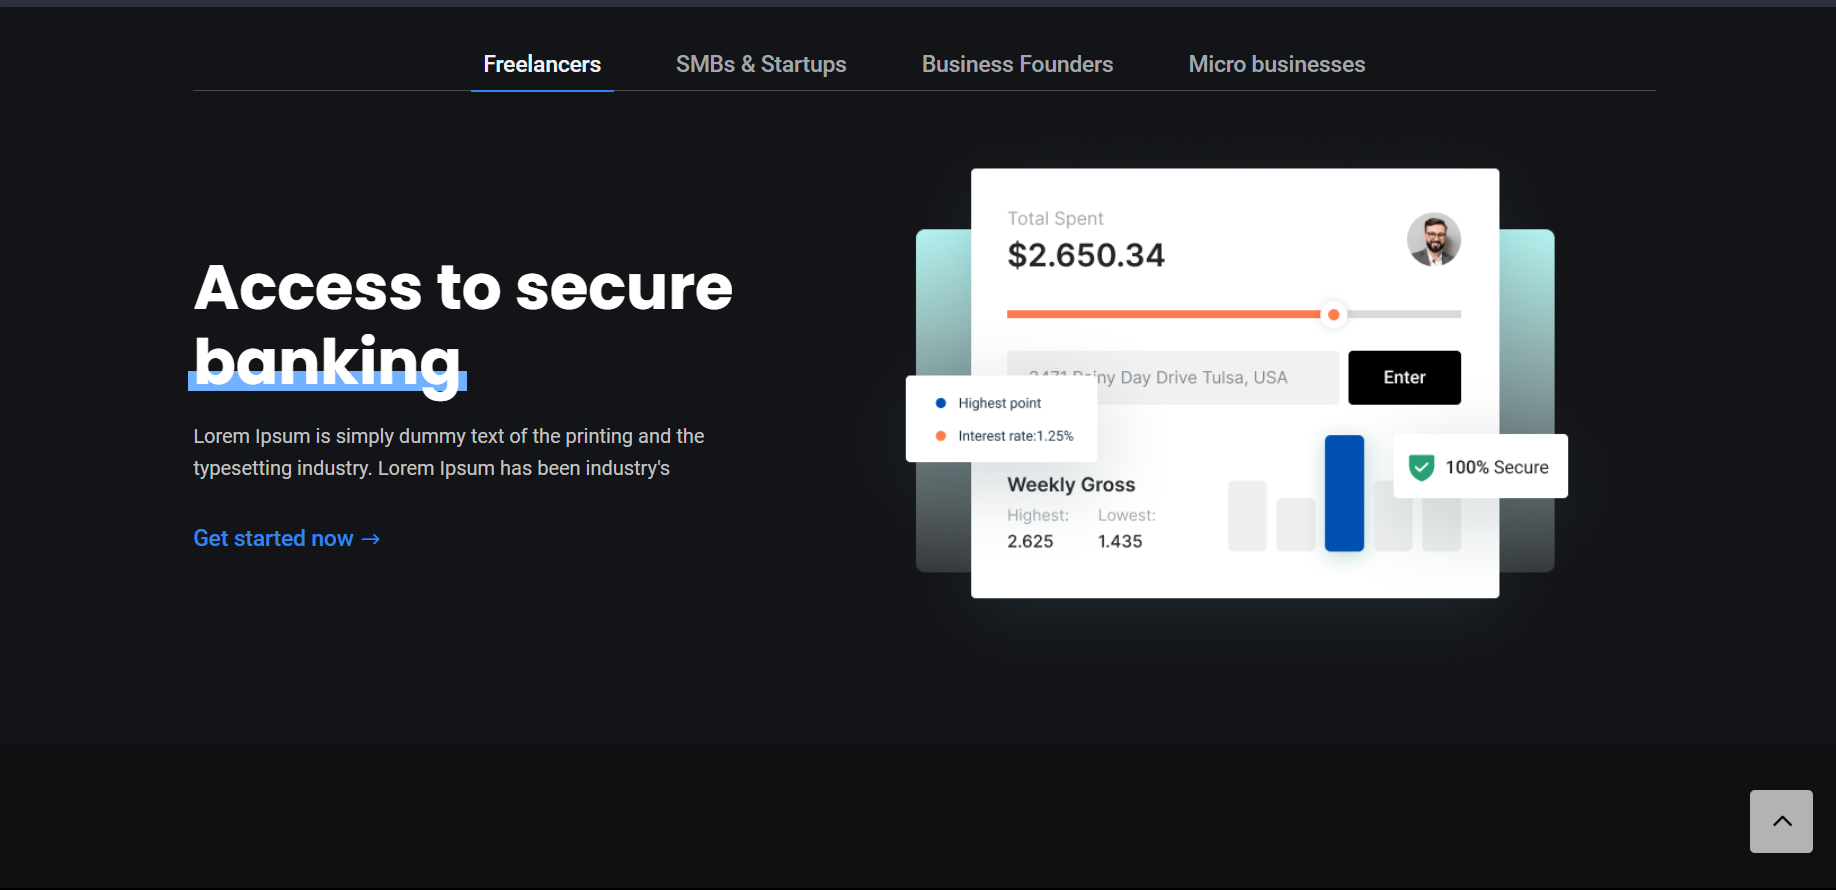 Freelancers SMBs & Startups Business Founders Micro businesses
Access to secure
banking
Lorem Ipsum is simply dummy text of the printing and the
typesetting industry. Lorem Ipsum has been industry's
Get started now →
Total Spent
$2.650.34
Day Drive Tulsa, USA
Enter
Highest point
Interest rate:1.25%
100% Secure
Weekly Gross
Highest: Lowest:
2.625 1.435